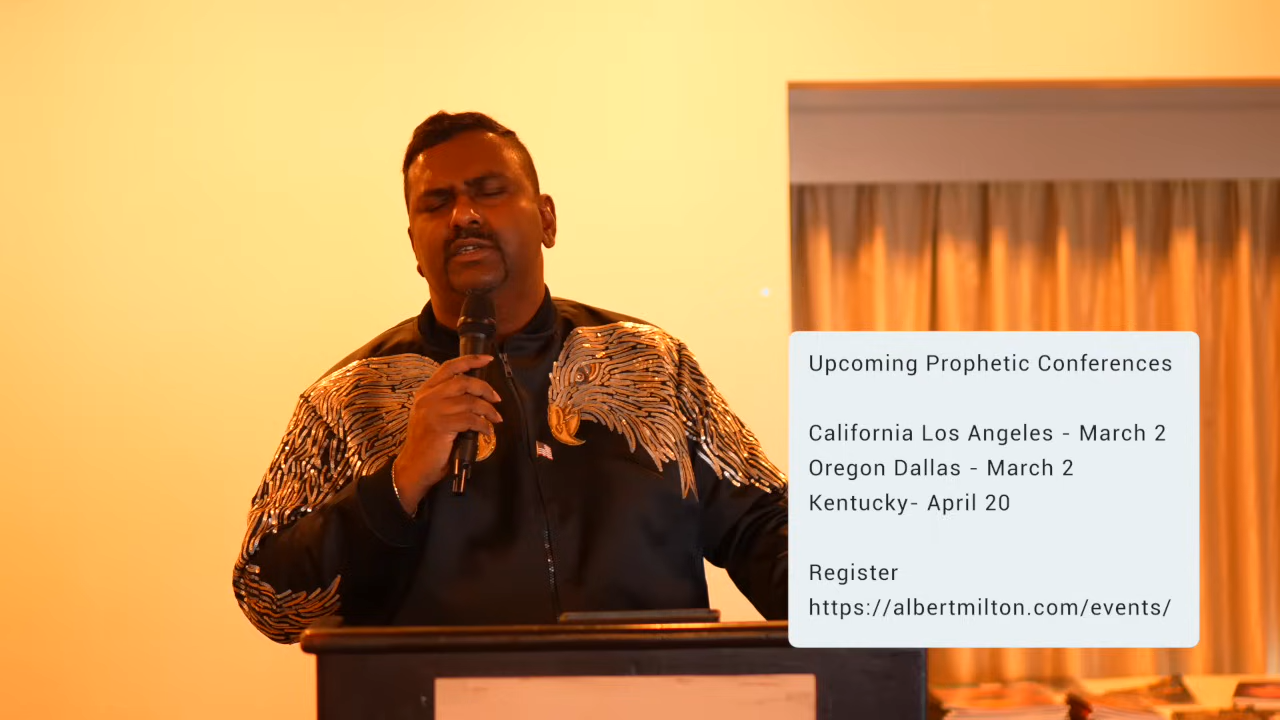 Upcoming Prophetic Conferences
California Los Angeles - March 2
Oregon Dallas - March 2
Kentucky- April 20
Register
https://albertmilton.com/events/